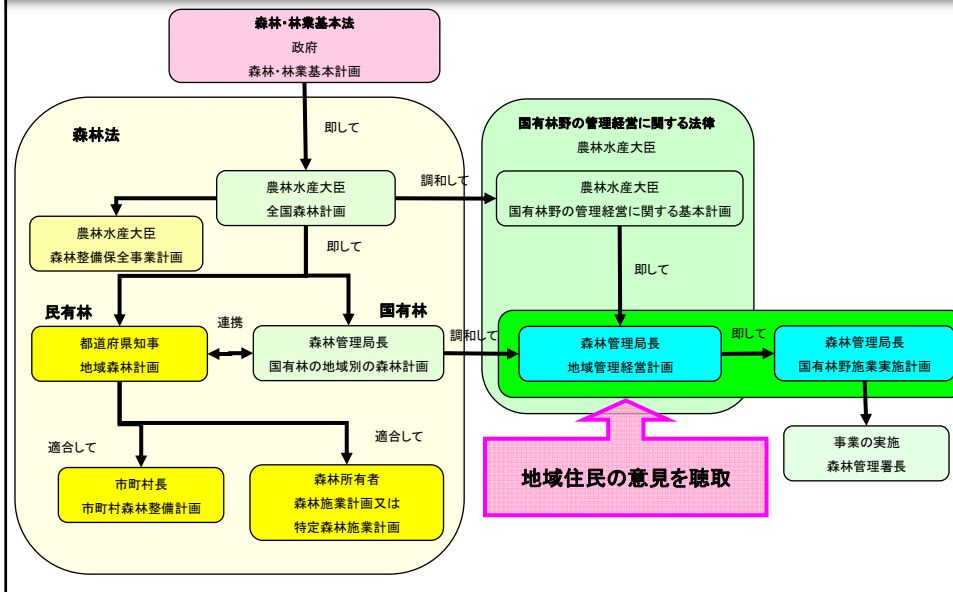 森林・林業基本法
政府
森林・林業基本計画
森林法
即して
農林水産大臣
全国森林計画
調和して
国有林野の管理経営に関する法律
農林水産大臣
農林水産大臣
国有林野の管理経営に関する基本計画
農林水産大臣
森林整備保全事業計画
即して
即して
民有林
国有林
都道府県知事
地域森林計画
連携
森林管理局長
国有林の地域別の森林計画
調和して
森林管理局長
地域管理経営計画
即して
森林管理局長
国有林野施業実施計画
適合して
適合して
市町村長
市町村森林整備計画
森林所有者
森林施業計画又は
特定森林施業計画
地域住民の意見を聴取
事業の実施
森林管理署長